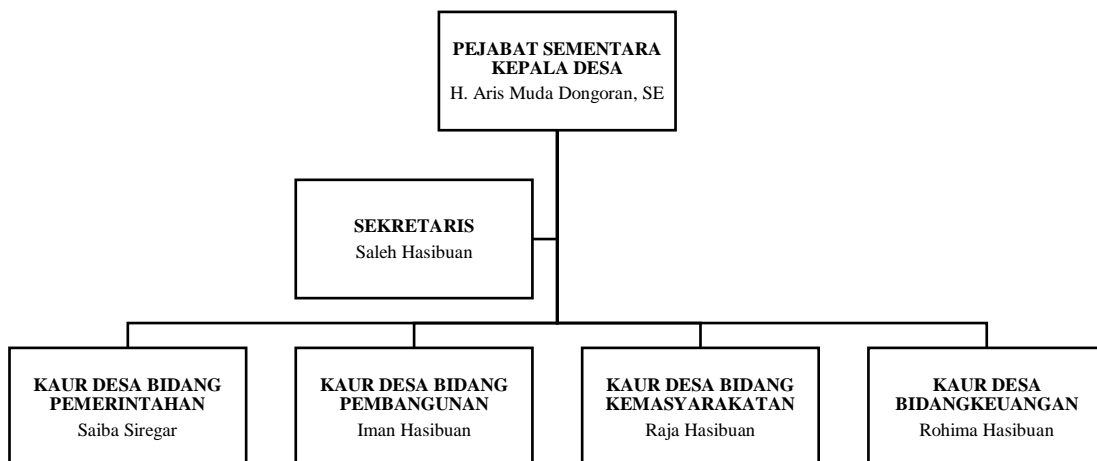 PEJABAT SEMENTARA
KEPALA DESA
H. Aris Muda Dongoran, SE
SEKRETARIS
Saleh Hasibuan
KAUR DESA BIDANG
PEMERINTAHAN
Saiba Siregar
KAUR DESA BIDANG
PEMBANGUNAN
Iman Hasibuan
KAUR DESA BIDANG
KEMASYARAKATAN
Raja Hasibuan
KAUR DESA
BIDANGKEUANGAN
Rohima Hasibuan